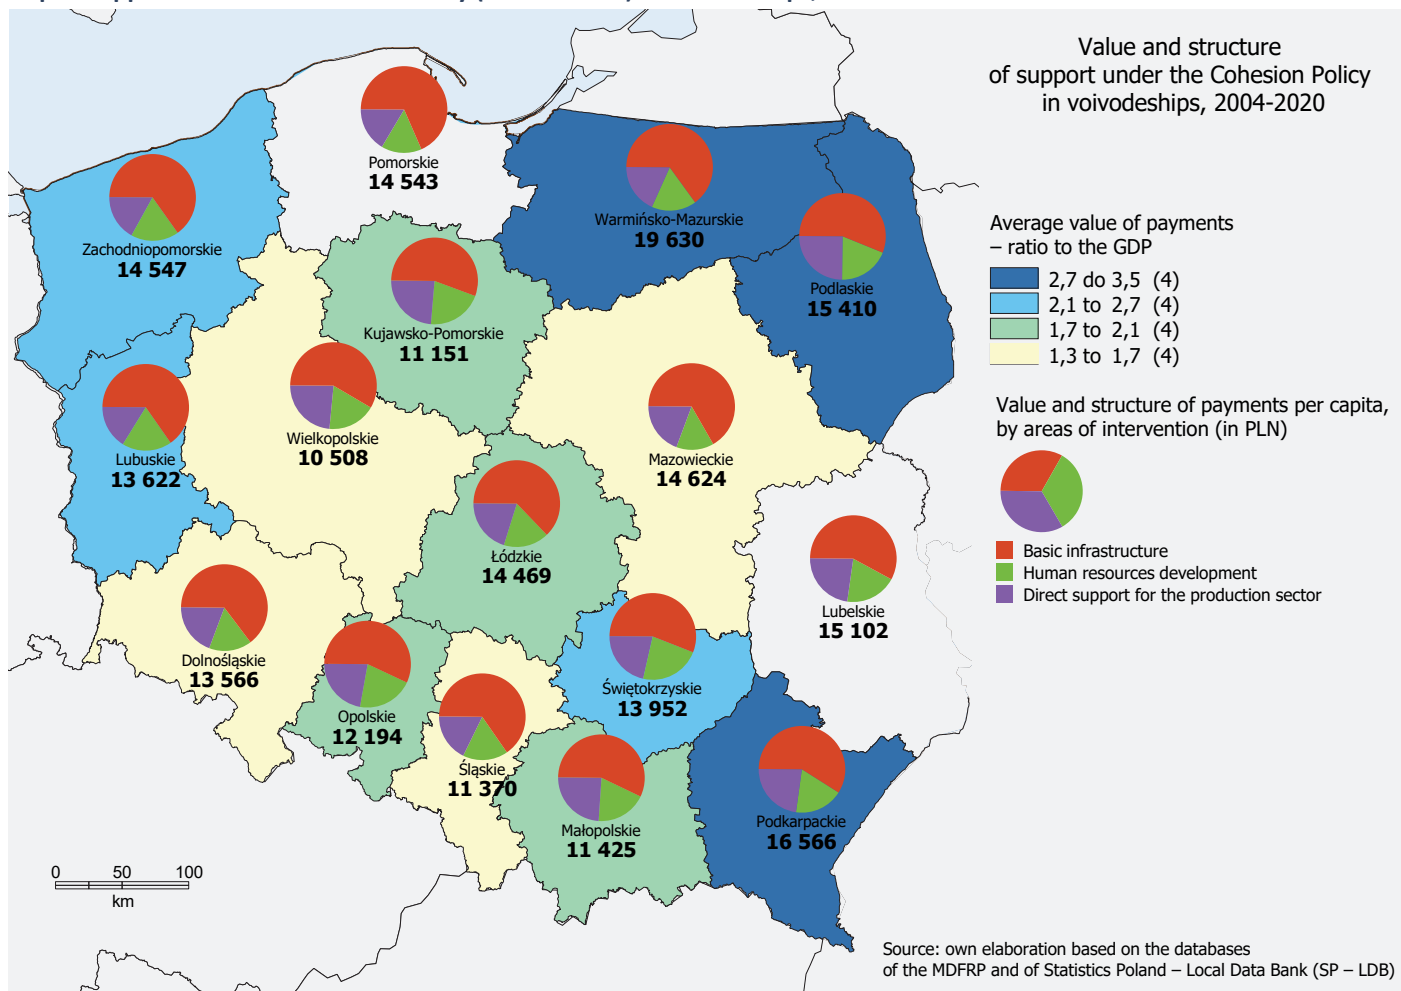 Value and structure
of support under the Cohesion Policy
in voivodeships, 2004-2020
Average value of payments
– ratio to the GDP
2,7 do 3,5 (4)
2,1 to 2,7 (4)
1,7 to 2,1 (4)
1,3 to 1,7 (4)
Value and structure of payments per capita,
by areas of intervention (in PLN)
Basic infrastructure
Human resources development
Direct support for the production sector
Pomorskie
14 543
Zachodniopomorskie
14 547
Warmińsko-Mazurskie
19 630
Podlaskie
15 410
Kujawsko-Pomorskie
11 151
Wielkopolskie
10 508
Mazowieckie
14 624
Lubuskie
13 622
Łódzkie
14 469
Lubelskie
15 102
Dolnośląskie
13 566
Opolskie
12 194
Świętokrzyskie
13 952
Śląskie
11 370
Małopolskie
11 425
Podkarpackie
16 566
0 50 100
km
Source: own elaboration based on the databases
of the MDFRP and of Statistics Poland – Local Data Bank (SP – LDB)